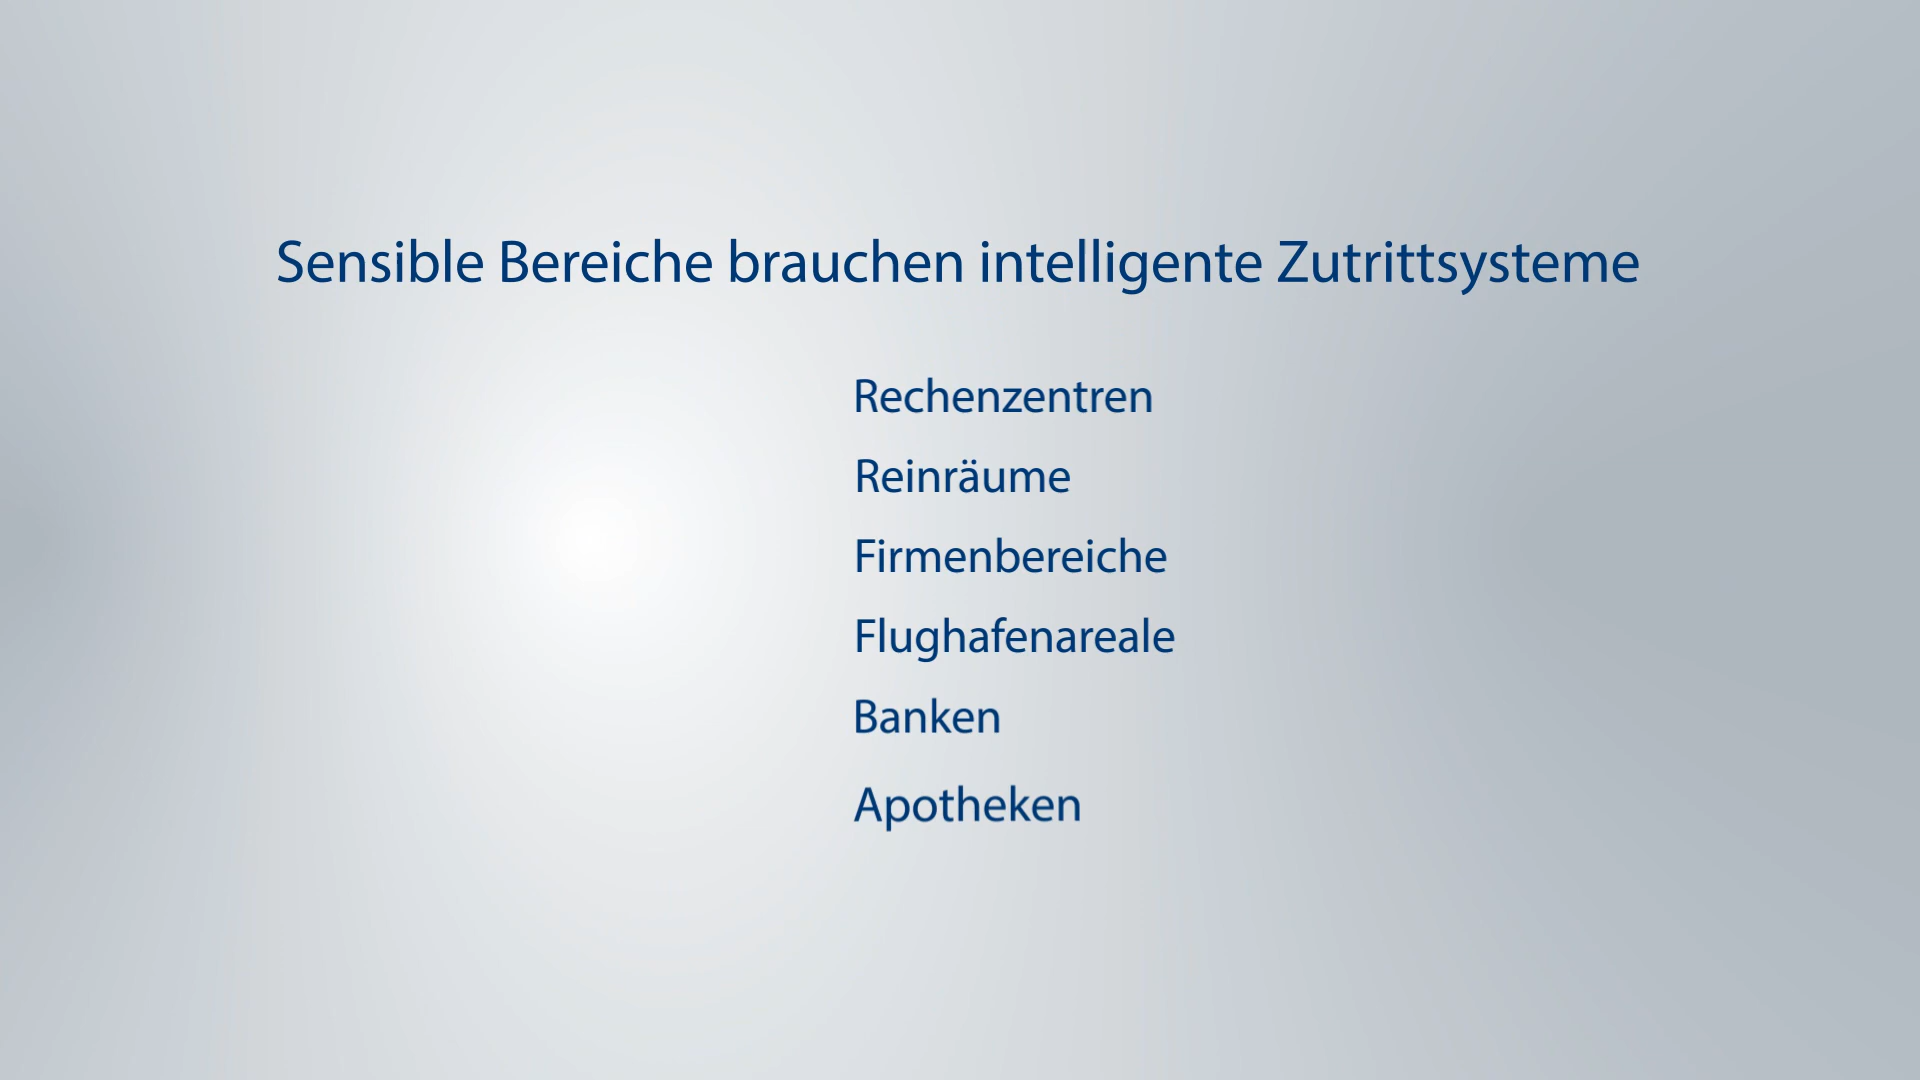 Sensible Bereiche brauchen intelligente Zutrittsysteme
Rechenzentren
Reinräume
Firmenbereiche
Flughafenareale
Banken
Apotheken